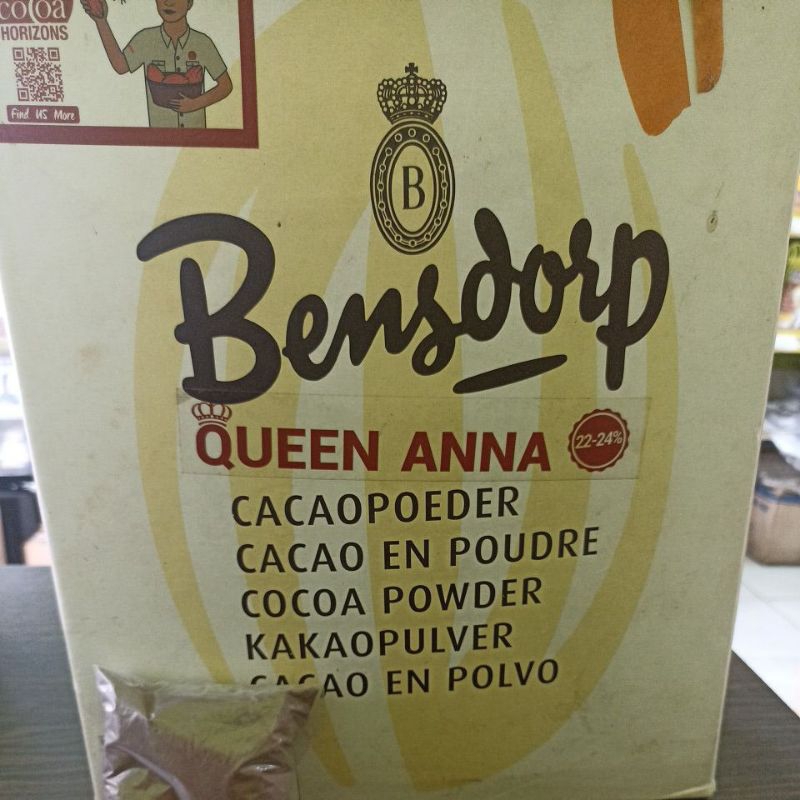 cocoa
HORIZONS
Find US More
B
Bensdorp
QUEEN ANNA 22-24%
CACAOPOEDER
CACAO EN POUDRE
COCOA POWDER
KAKAOPULVER
CACAO EN POLVO